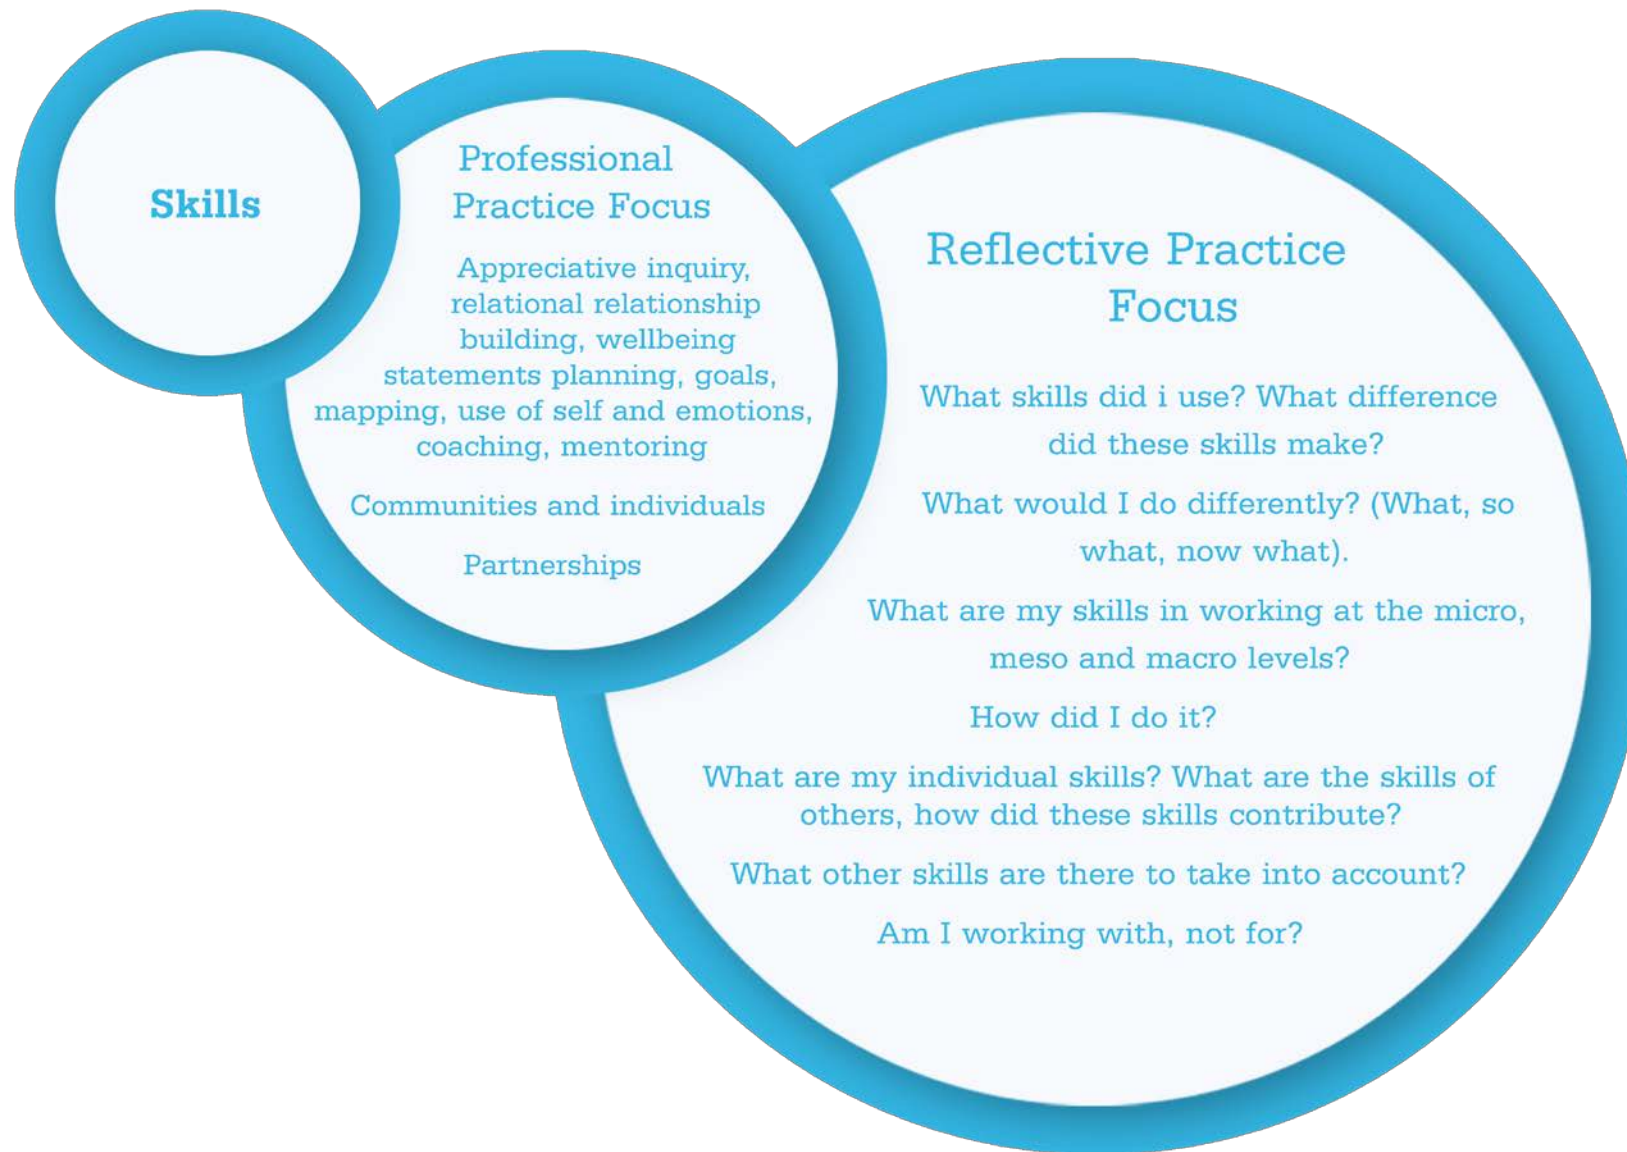 Skills
Professional
Practice Focus
Appreciative inquiry,
relational relationship
building, wellbeing
statements planning, goals,
mapping, use of self and emotions,
coaching, mentoring
Communities and individuals
Partnerships
Reflective Practice
Focus
What skills did i use? What difference
did these skills make?
What would I do differently? (What, so
what, now what).
What are my skills in working at the micro,
meso and macro levels?
How did I do it?
What are my individual skills? What are the skills of
others, how did these skills contribute?
What other skills are there to take into account?
Am I working with, not for?